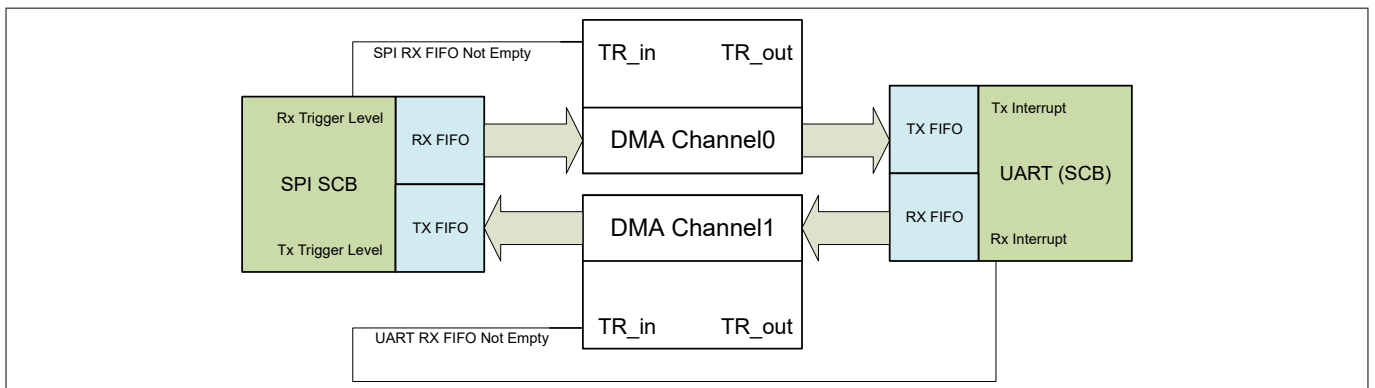 SPI RX FIFO Not Empty
TR_in TR_out
Rx Trigger Level
RX FIFO
DMA Channel0
TX FIFO
Tx Interrupt
SPI SCB
UART (SCB)
TX FIFO
DMA Channel1
RX FIFO
Tx Trigger Level
Rx Interrupt
TR_in TR_out
UART RX FIFO Not Empty